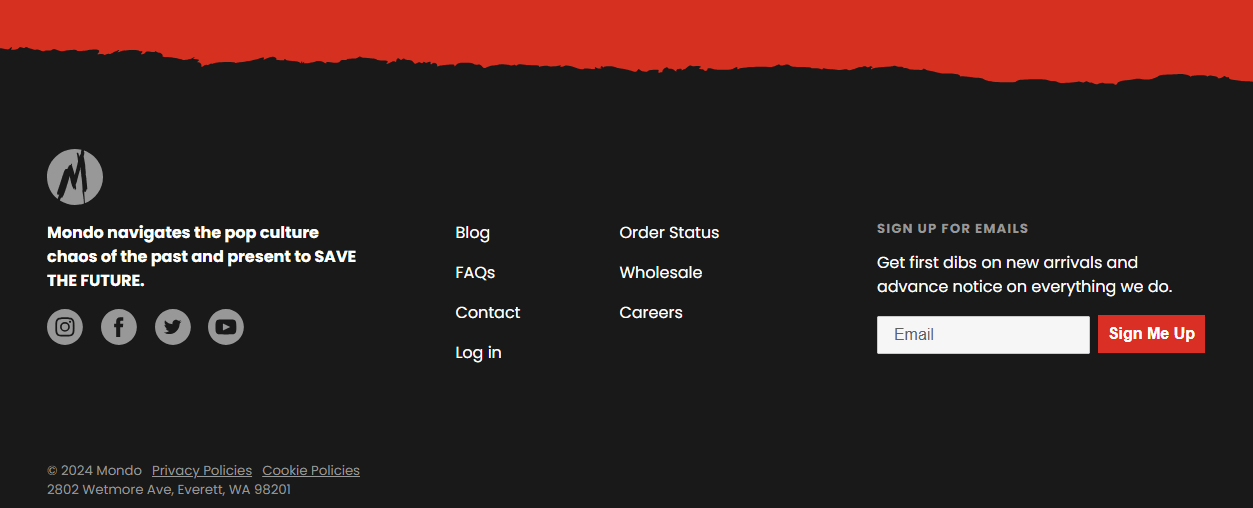 M
Mondo navigates the pop culture
chaos of the past and present to SAVE
THE FUTURE.
Blog
FAQs
Contact
Log in
Order Status
Wholesale
Careers
SIGN UP FOR EMAILS
Get first dibs on new arrivals and
advance notice on everything we do.
Email
Sign Me Up
© 2024 Mondo Privacy Policies Cookie Policies
2802 Wetmore Ave, Everett, WA 98201